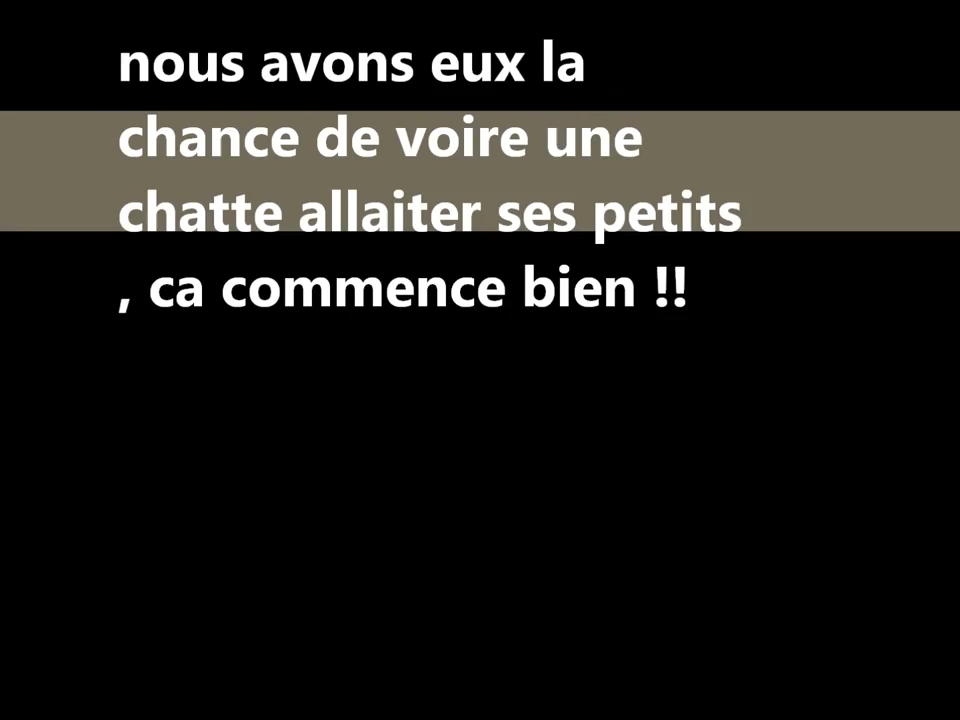 nous avons eux la
chance de voire une
chatte allaiter ses petits
, ca commence bien !!